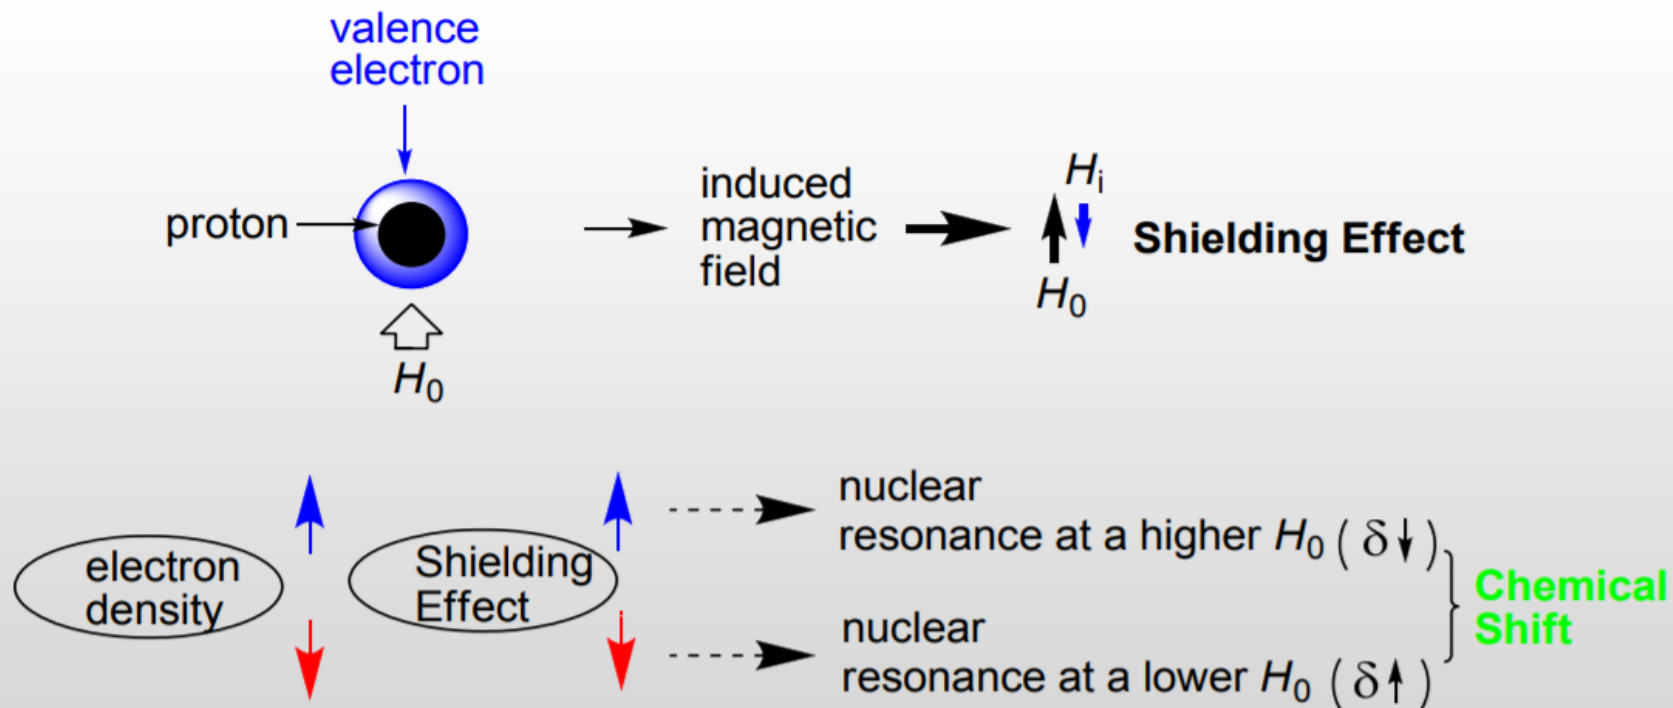 valence
electron
proton
H₀
induced
magnetic
field
Hᵢ
H₀
Shielding Effect
electron
density
Shielding
Effect
nuclear
resonance at a higher H₀ (δ↓)
nuclear
resonance at a lower H₀ (δ↑)
Chemical
Shift